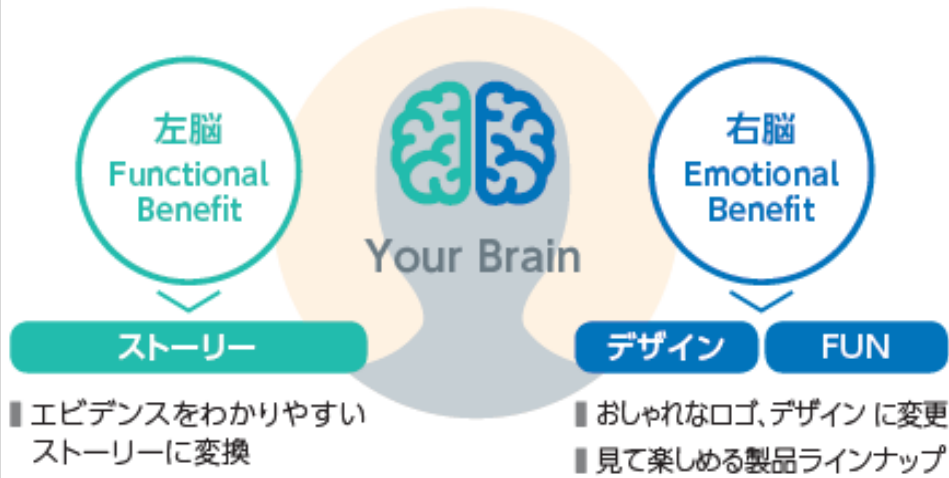 左脳
Functional
Benefit
Your Brain
右脳
Emotional
Benefit
ストーリー
エビデンスをわかりやすい
ストーリーに変換
デザイン
FUN
おしゃれなロゴ、デザインに変更
見て楽しめる製品ラインナップ